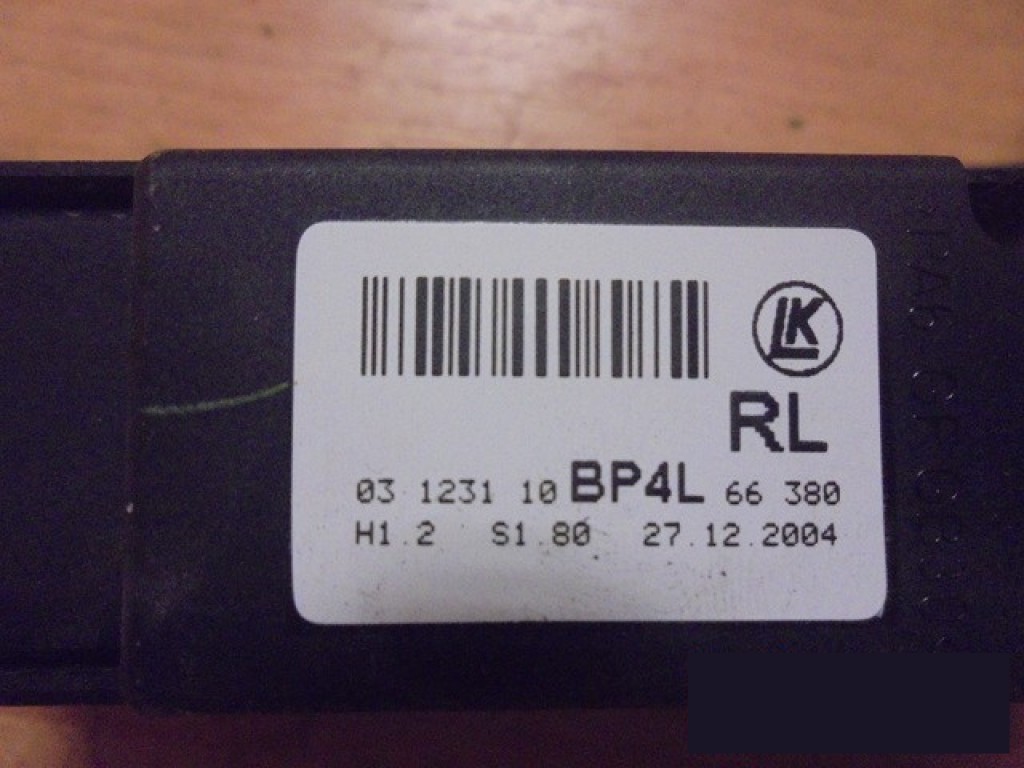 LK
RL
03 1231 10 BP4L 66 380
H1.2 S1.80 27.12.2004